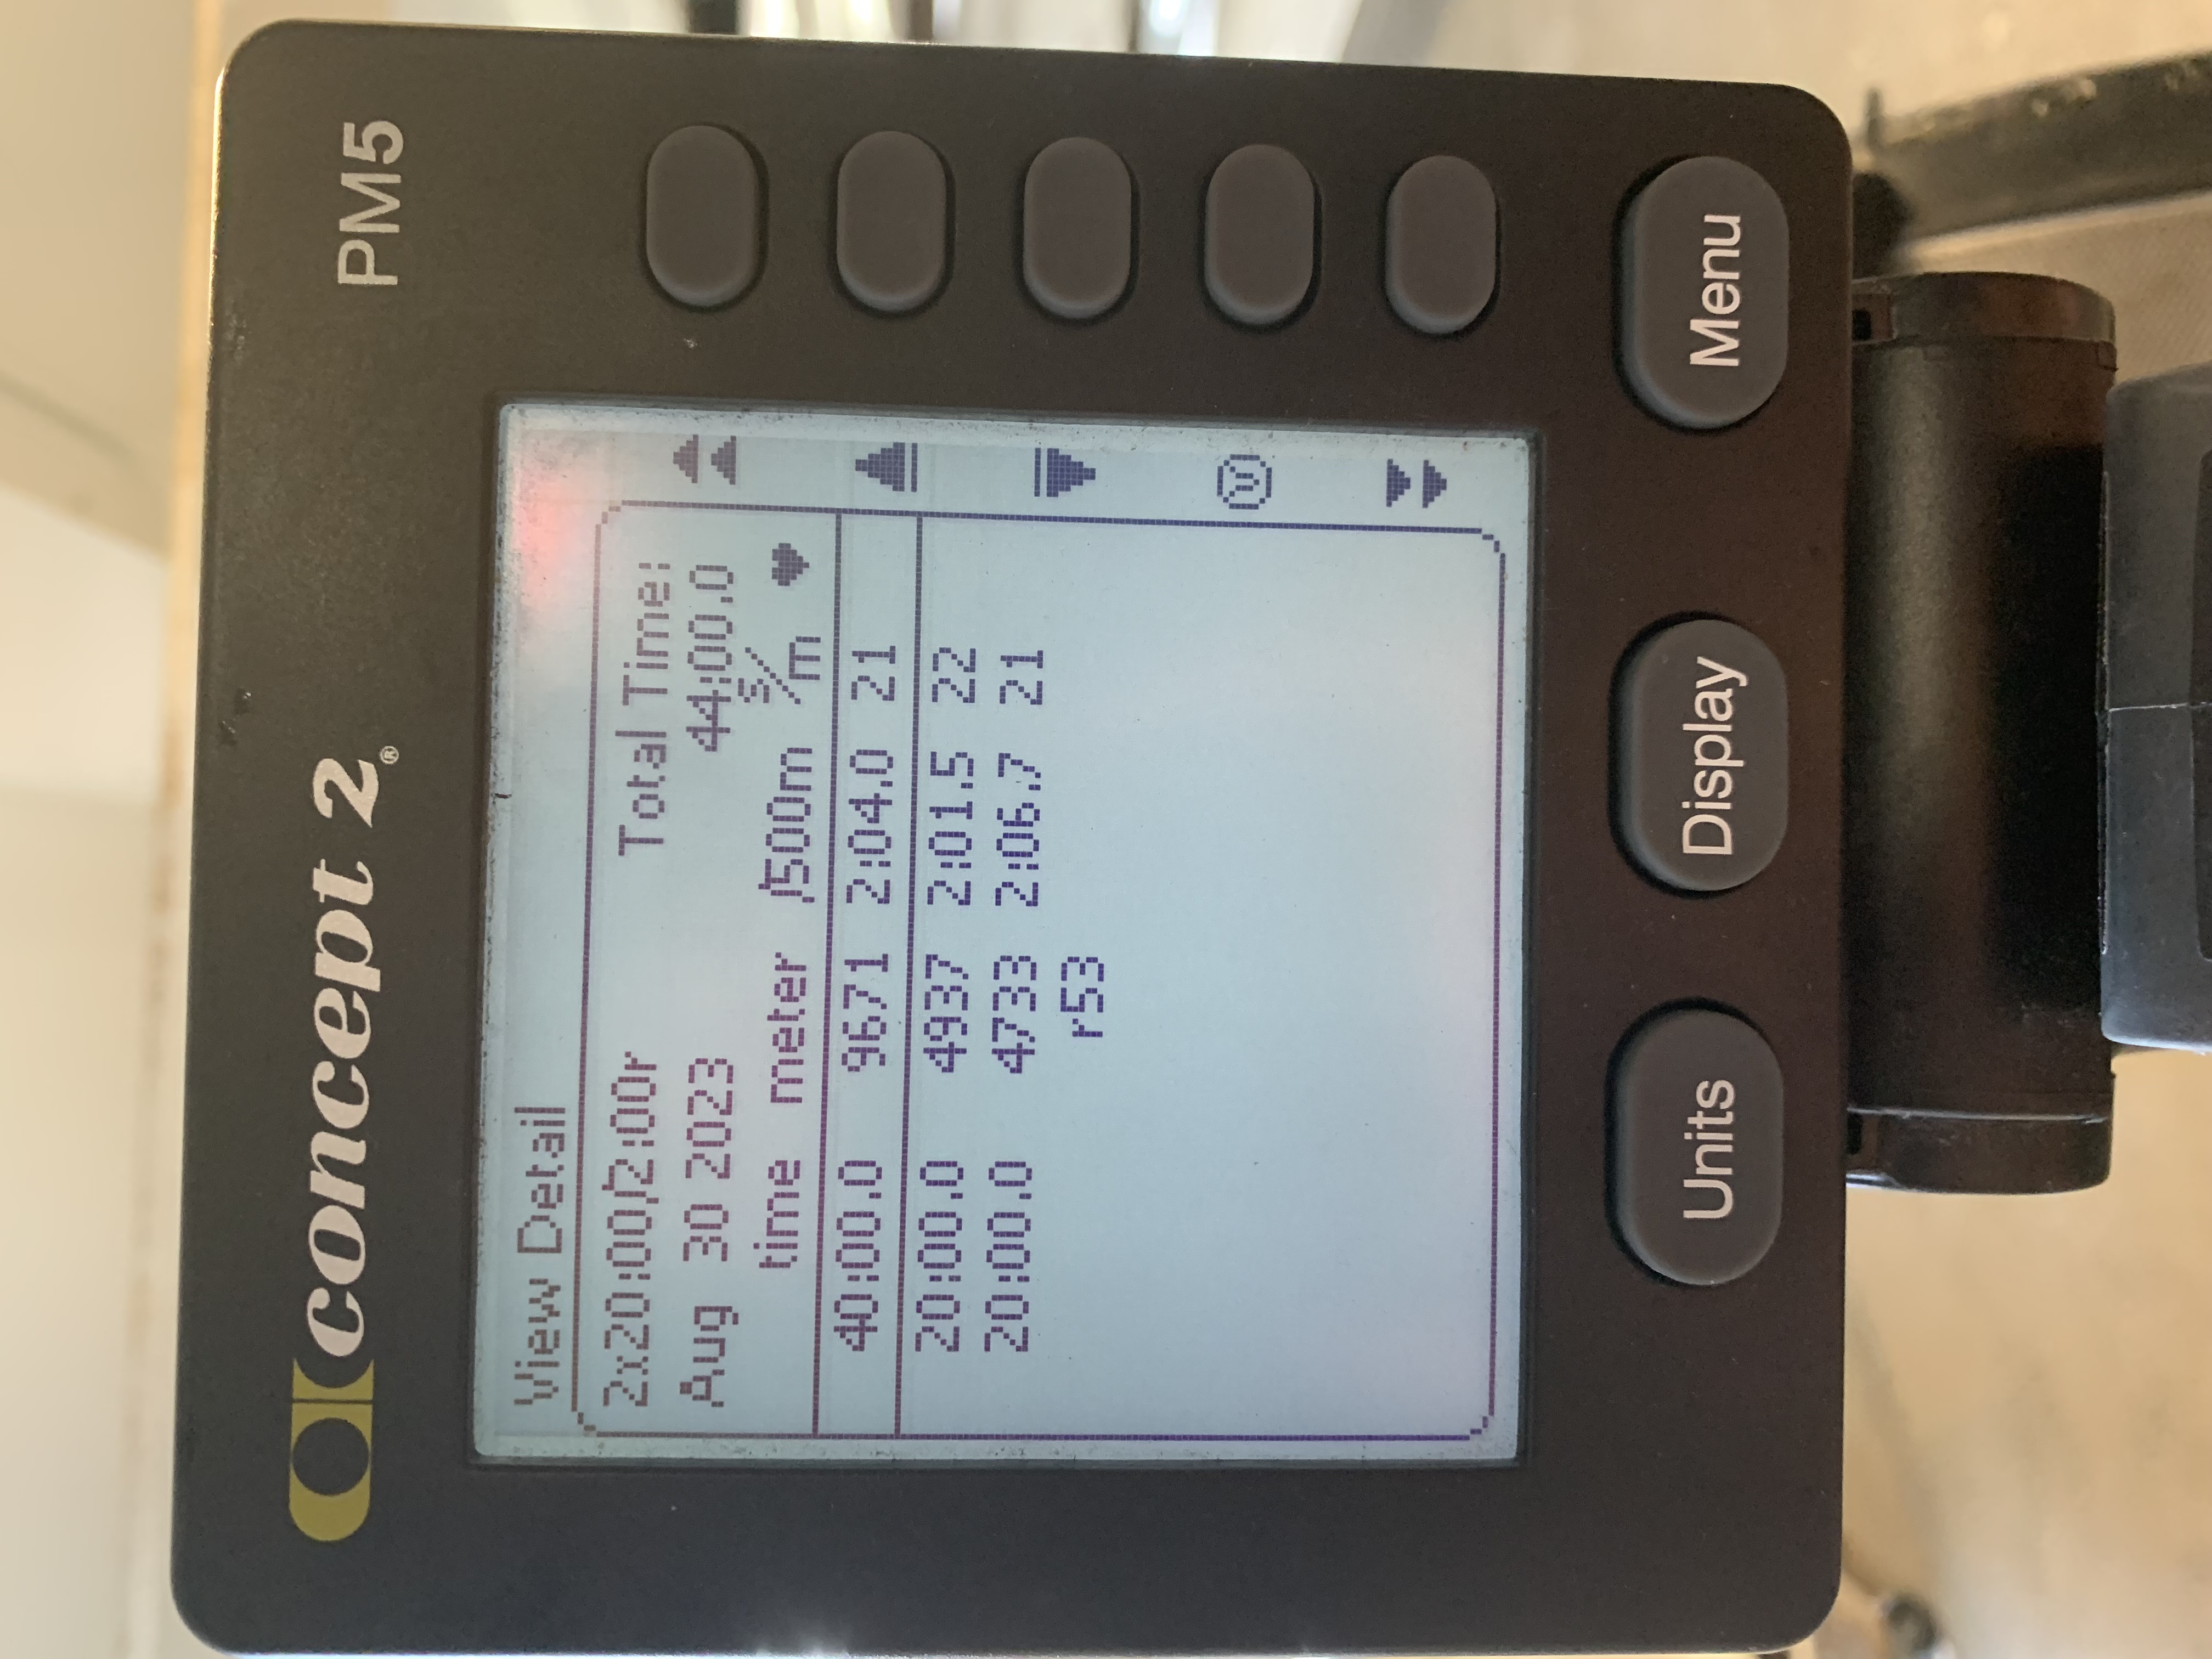 concept 2®
PM5
View Detail
2x20:00/2:00r Total Time:
Aug 30 2023 44:00.0
time meter /500m s/m ♥
40:00.0 9671 2:04.0 21
20:00.0 4937 2:01.5 22
20:00.0 4733 2:06.7 21
r53
V
Units Display Menu